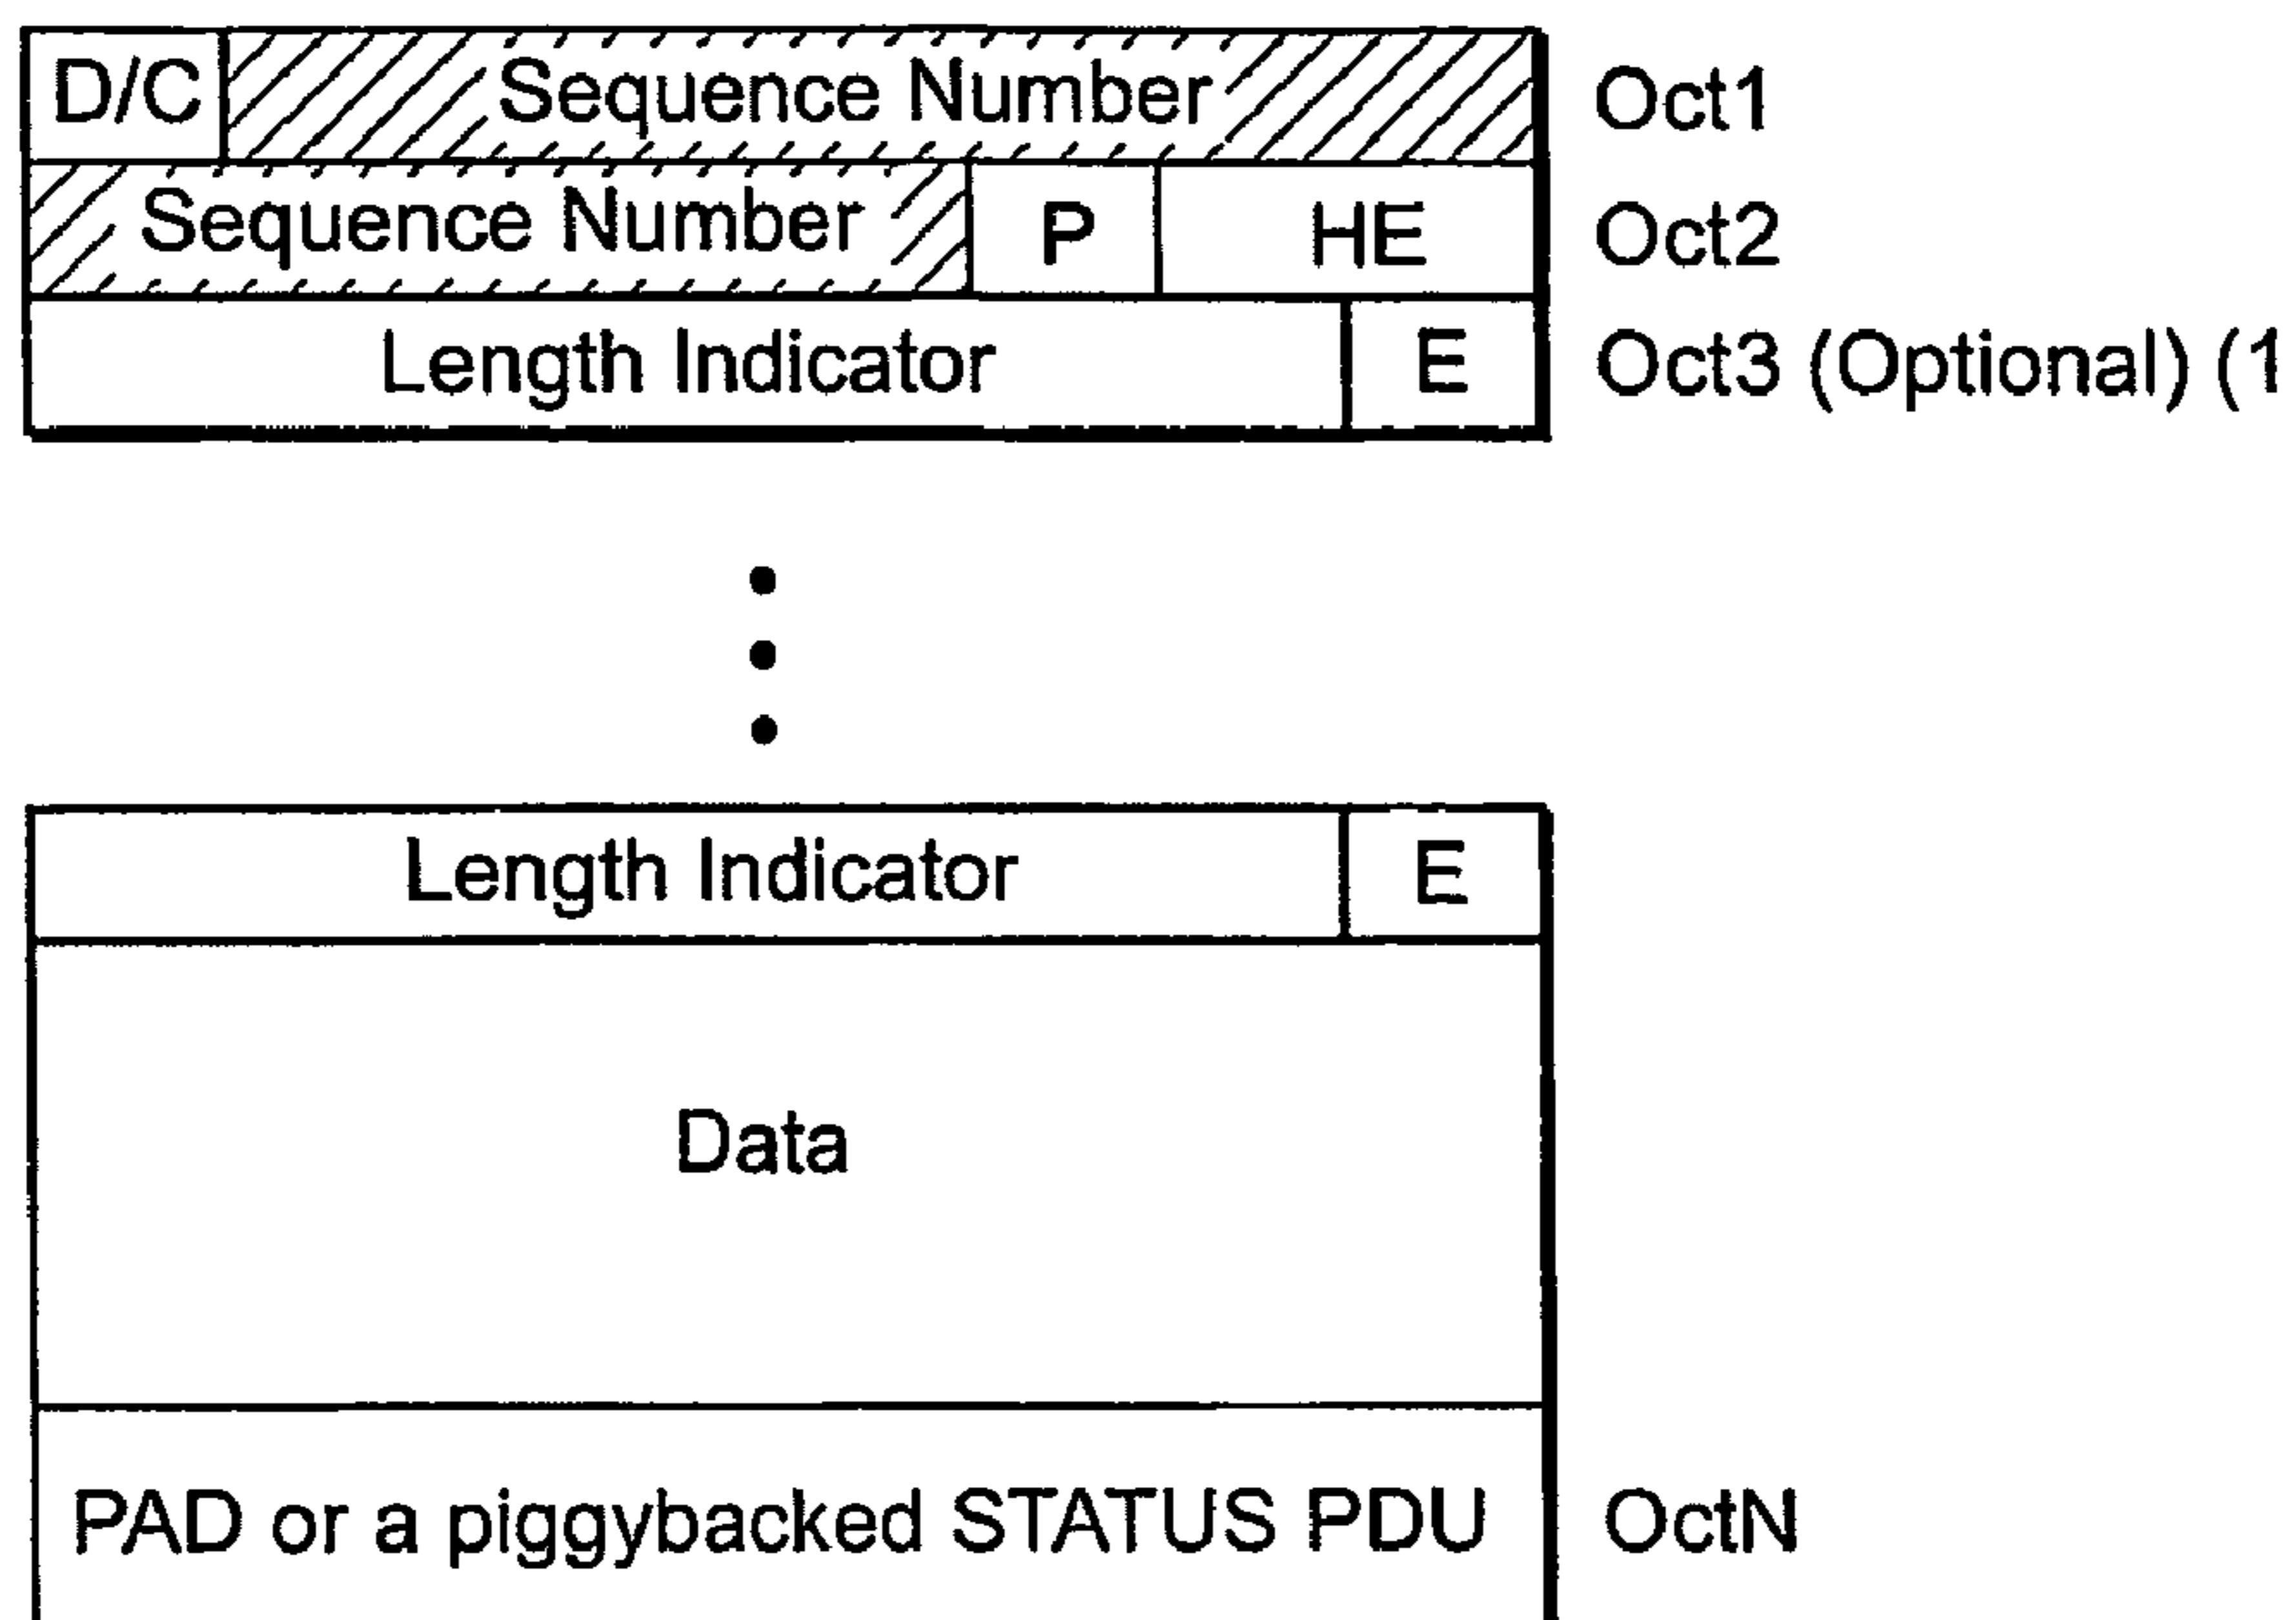 D/C Sequence Number Oct1
Sequence Number P HE Oct2
Length Indicator E Oct3 (Optional) (1
Length Indicator E
Data
PAD or a piggybacked STATUS PDU OctN